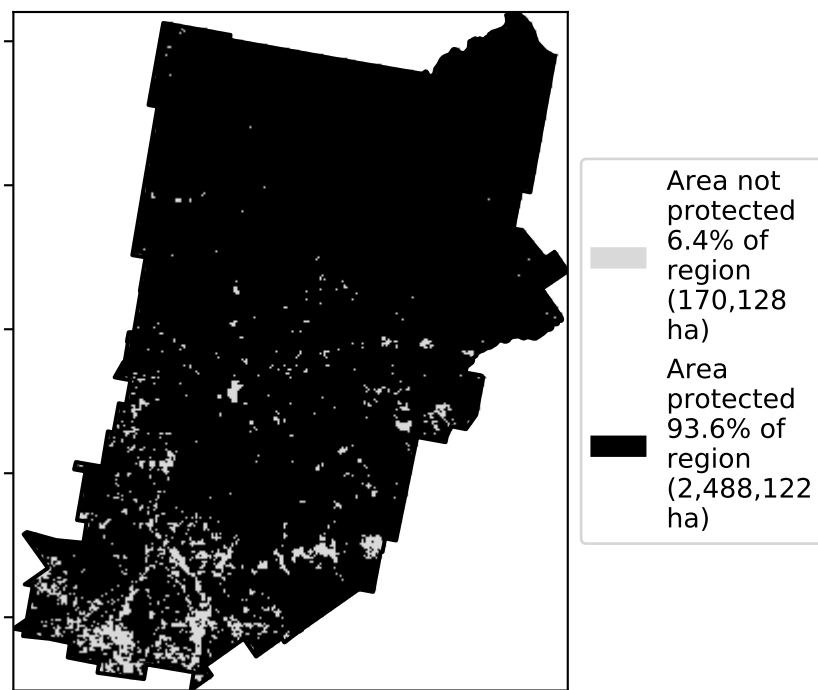 Area not
protected
6.4% of
region
(170,128
ha)
Area
protected
93.6% of
region
(2,488,122
ha)